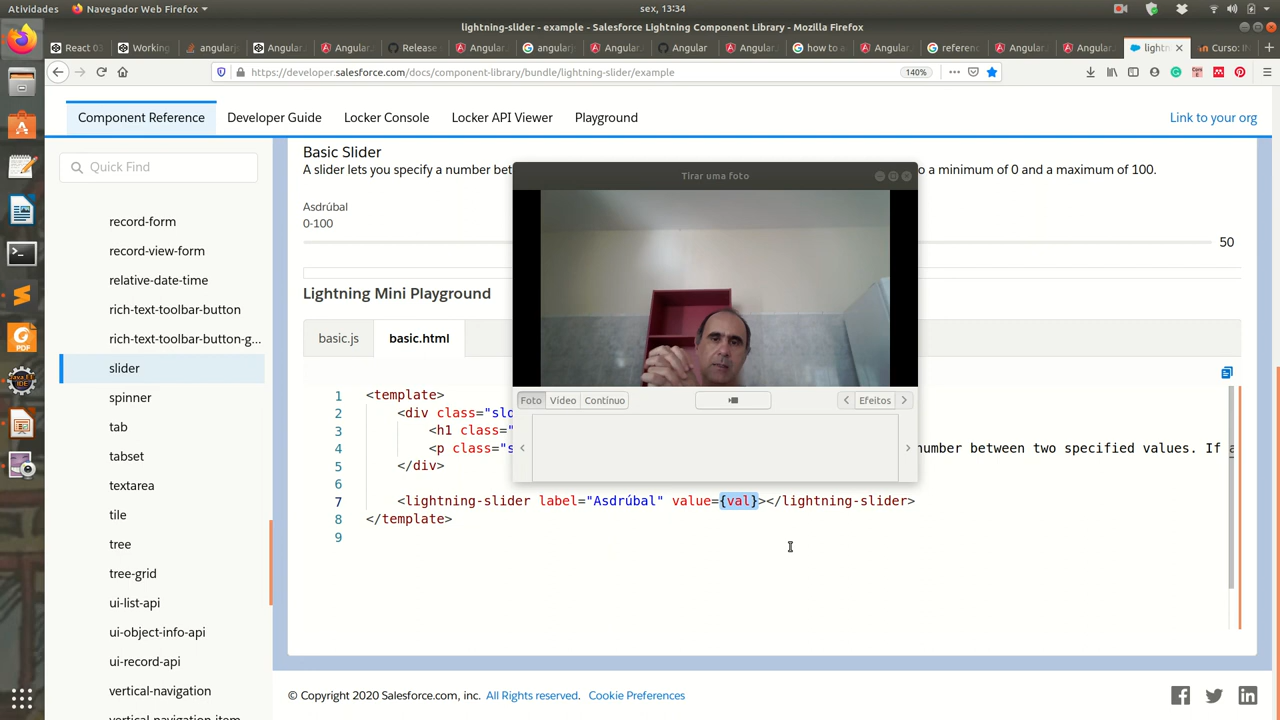 Atividades
Navegador Web Firefox
sex, 13:34
lightning-slider - example - Salesforce Lightning Component Library - Mozilla Firefox
React 03
Working
angularjs
Angular.
Angular.
Release
Angular.
angularj
Angular.
Angular
Angular.
how to a
Angular.
referenc
Angular.
Angular.
lightn
Curso: I
https://developer.salesforce.com/docs/component-library/bundle/lightning-slider/example
140%
Component Reference
Developer Guide
Locker Console
Locker API Viewer
Playground
Link to your org
Quick Find
record-form
record-view-form
relative-date-time
rich-text-toolbar-button
rich-text-toolbar-button-g...
slider
spinner
tab
tabset
textarea
tile
tree
tree-grid
ui-list-api
ui-object-info-api
ui-record-api
vertical-navigation
vertical-navigation-item
Basic Slider
A slider lets you specify a number bet
o a minimum of 0 and a maximum of 100.
Asdrúbal
0-100
50
Lightning Mini Playground
basic.js
basic.html
1 <template>
2 <div class="sld
3 <h1 class="
4 <p class="s
number between two specified values. If a
5 </div>
6
7 <lightning-slider label="Asdrúbal" value={val}></lightning-slider>
8 </template>
9
Tirar uma foto
Foto
Vídeo
Contínuo
Efeitos
© Copyright 2020 Salesforce.com, inc.
All Rights reserved.
Cookie Preferences